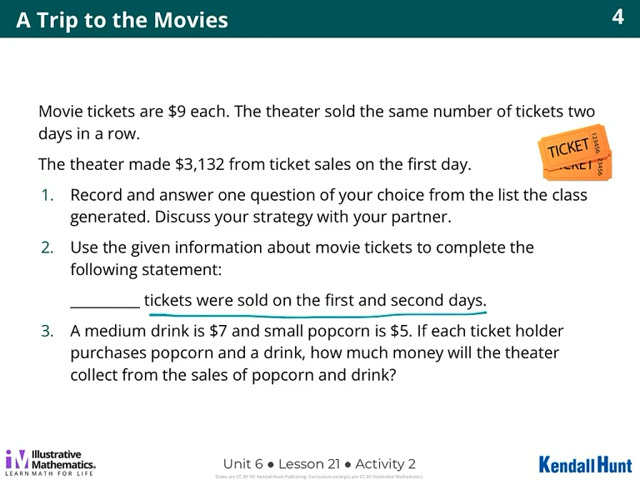 A Trip to the Movies
4
Movie tickets are $9 each. The theater sold the same number of tickets two
days in a row.
TICKET
123456
The theater made $3,132 from ticket sales on the first day.
1. Record and answer one question of your choice from the list the class
generated. Discuss your strategy with your partner.
2. Use the given information about movie tickets to complete the
following statement:
_________ tickets were sold on the first and second days.
3. A medium drink is $7 and small popcorn is $5. If each ticket holder
purchases popcorn and a drink, how much money will the theater
collect from the sales of popcorn and drink?
Illustrative
Mathematics.
LEARN MATH FOR LIFE
Unit 6 ● Lesson 21 ● Activity 2
Kendall Hunt